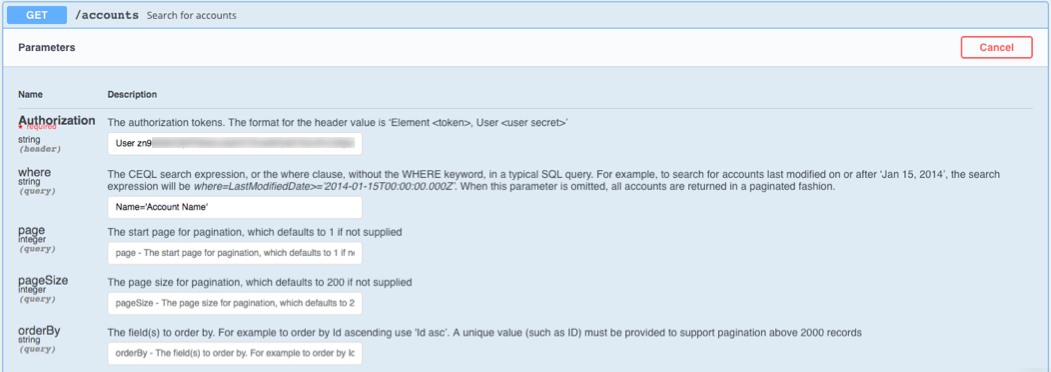 GET /accounts Search for accounts
Parameters
Cancel
Name Description
Authorization
* required
string
(header)
The authorization tokens. The format for the header value is 'Element <token>, User <user secret>'
User zn9
where
string
(query)
The CEQL search expression, or the where clause, without the WHERE keyword, in a typical SQL query. For example, to search for accounts last modified on or after 'Jan 15, 2014', the search
expression will be where=LastModifiedDate>='2014-01-15T00:00:00.000Z'. When this parameter is omitted, all accounts are returned in a paginated fashion.
Name='Account Name'
page
integer
(query)
The start page for pagination, which defaults to 1 if not supplied
page - The start page for pagination, which defaults to 1 if n
pageSize
integer
(query)
The page size for pagination, which defaults to 200 if not supplied
pageSize - The page size for pagination, which defaults to 2
orderBy
string
(query)
The field(s) to order by. For example to order by Id ascending use 'Id asc'. A unique value (such as ID) must be provided to support pagination above 2000 records
orderBy - The field(s) to order by. For example to order by Ic